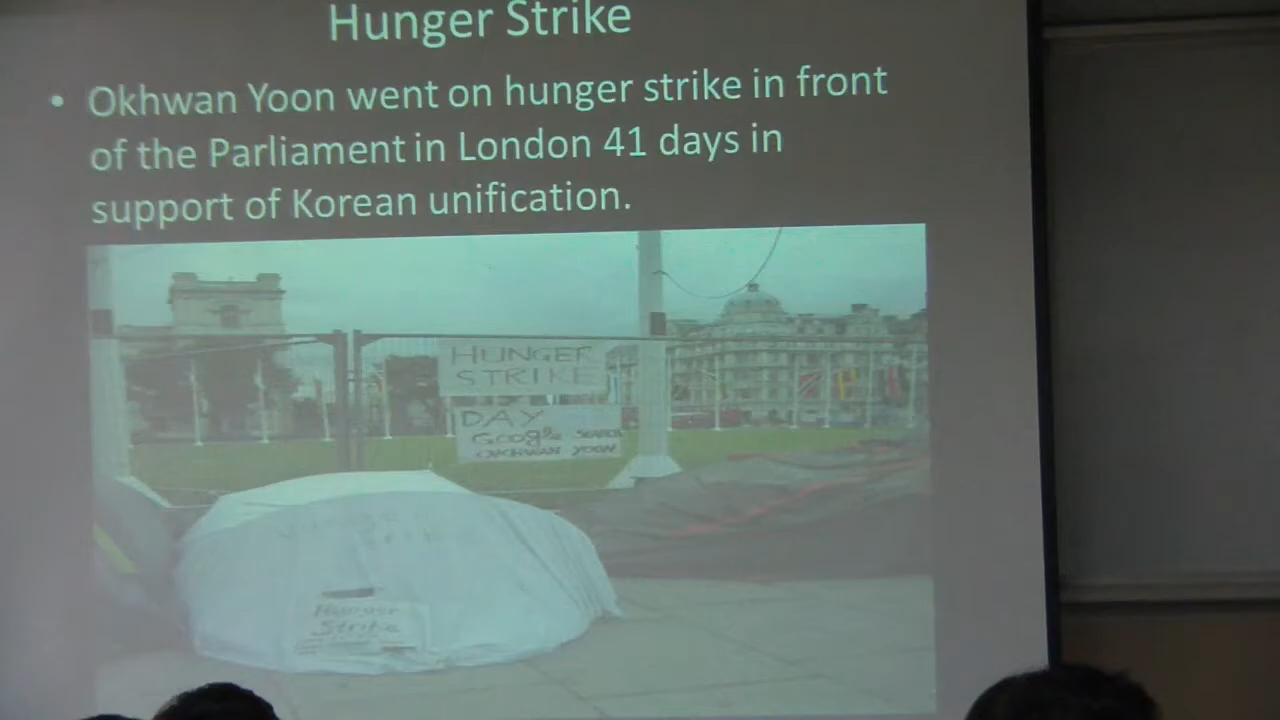 Hunger Strike
• Okhwan Yoon went on hunger strike in front
of the Parliament in London 41 days in
support of Korean unification.
HUNGER
STRIKE
DAY
Google SEARCH
OKHWAN YOON
Hunger
Strike